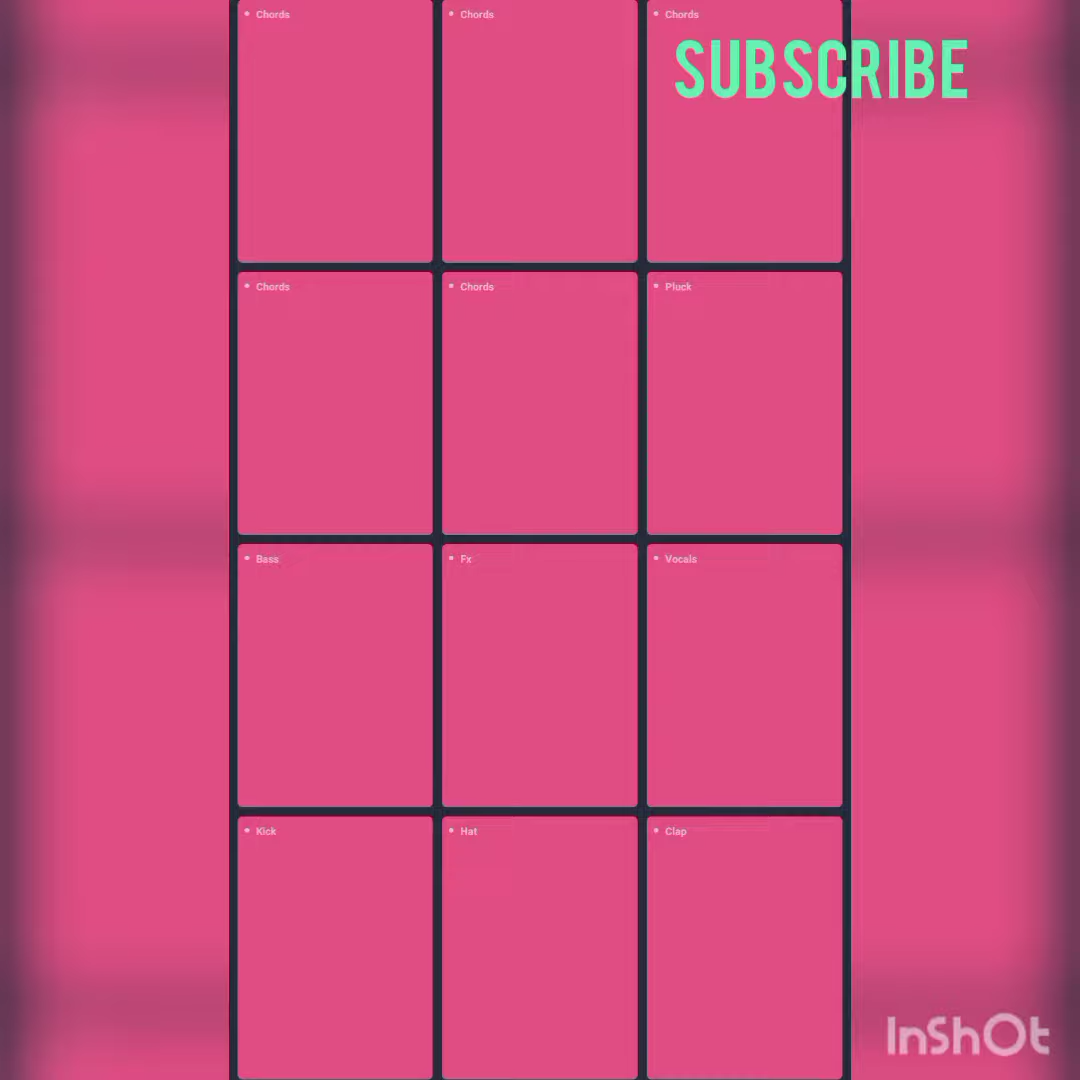 Chords
Chords
Chords
SUBSCRIBE
Chords
Chords
Pluck
Bass
Fx
Vocals
Kick
Hat
Clap
InShOt